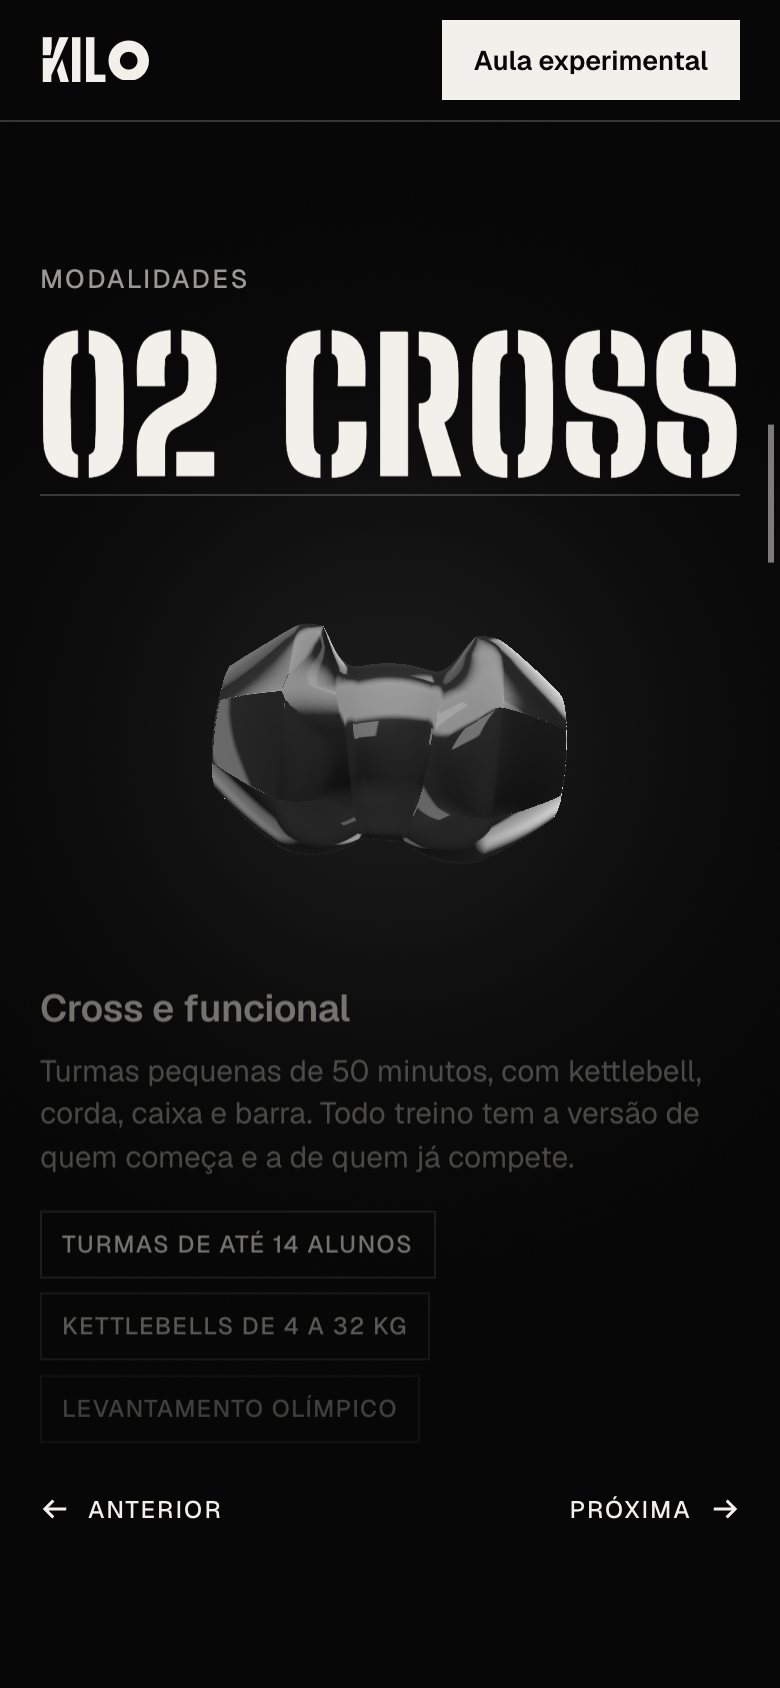 KILO
Aula experimental
MODALIDADES
02 CROSS
Cross e funcional
Turmas pequenas de 50 minutos, com kettlebell,
corda, caixa e barra. Todo treino tem a versão de
quem começa e a de quem já compete.
TURMAS DE ATÉ 14 ALUNOS
KETTLEBELLS DE 4 A 32 KG
LEVANTAMENTO OLÍMPICO
← ANTERIOR
PRÓXIMA →